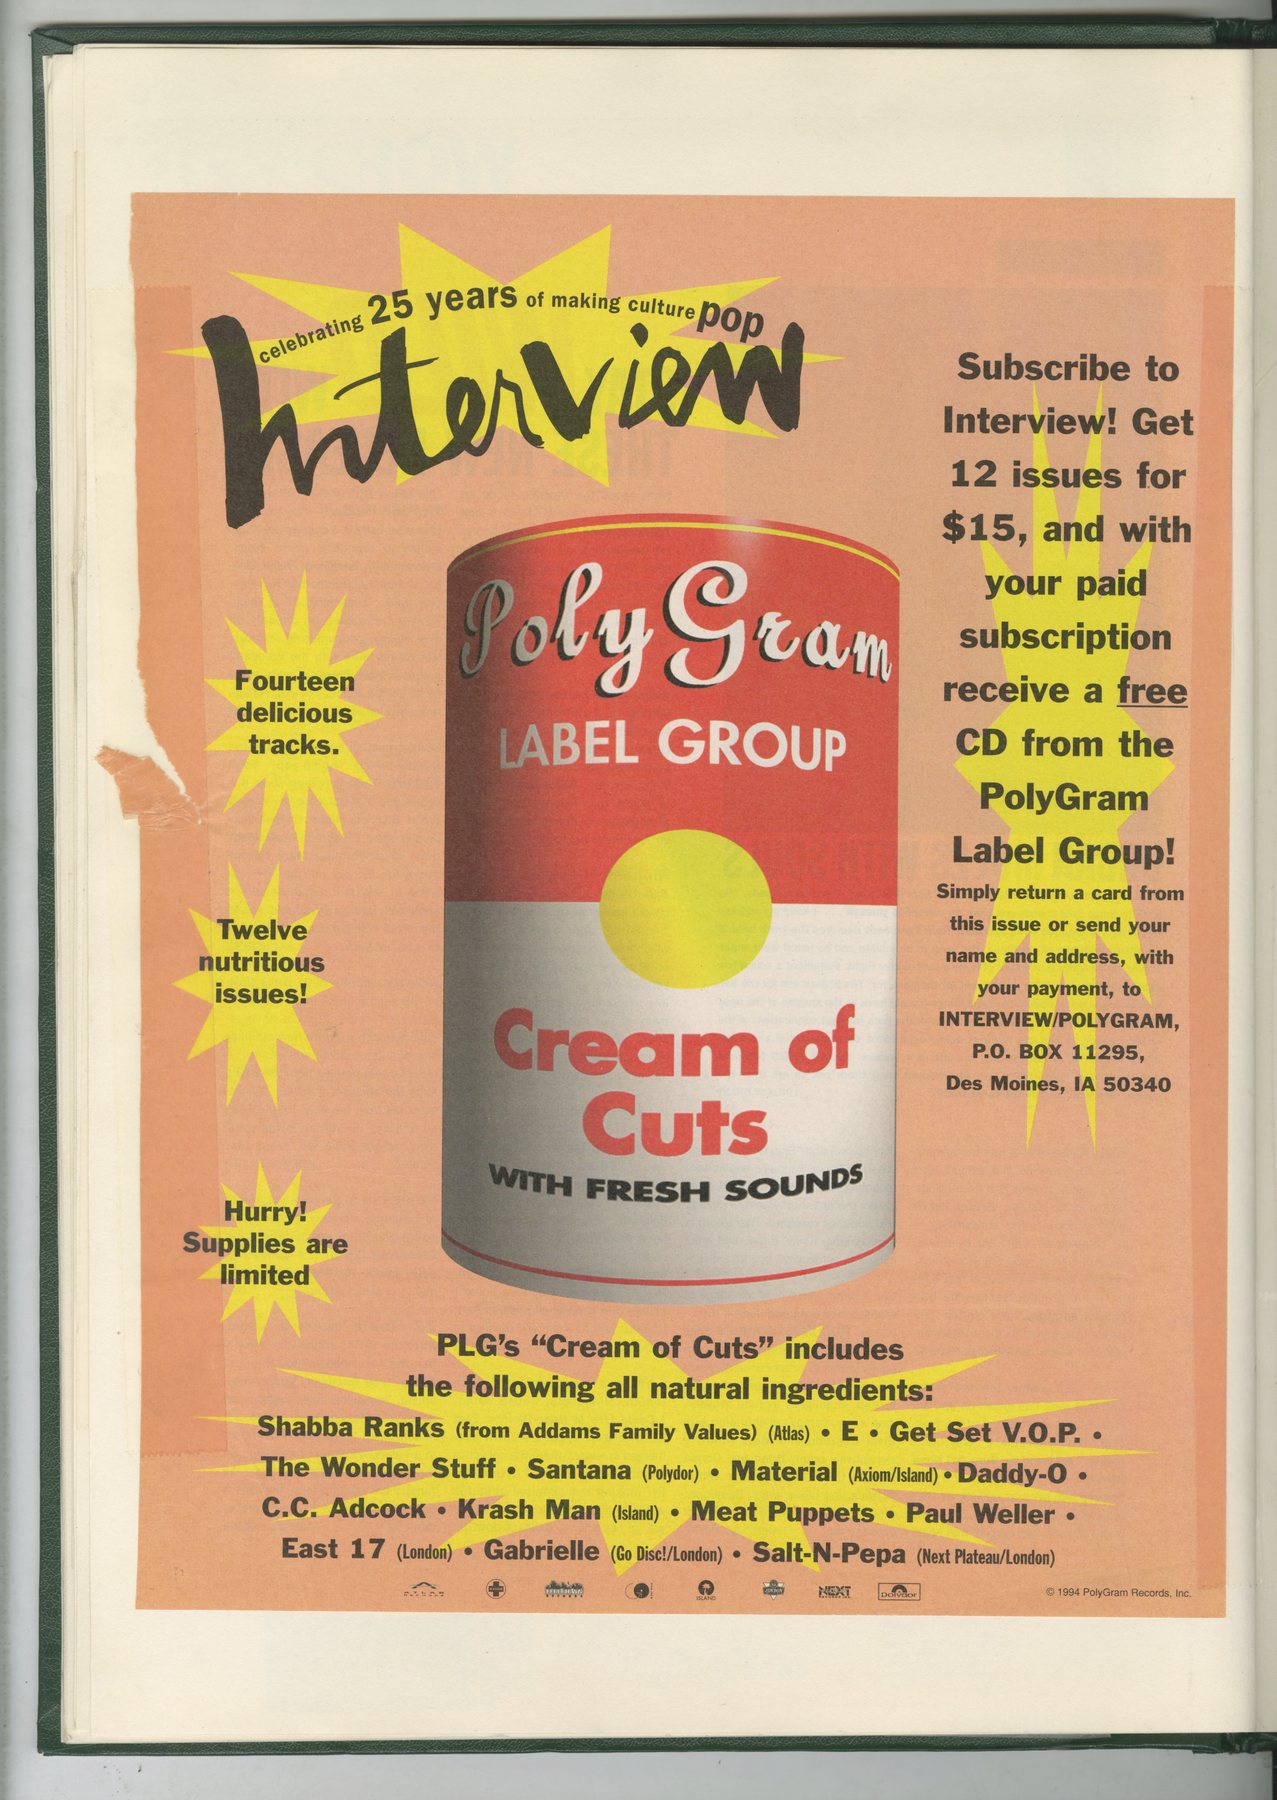 celebrating 25 years of making culture pop
Interview
Subscribe to
Interview! Get
12 issues for
$15, and with
your paid
subscription
receive a free
CD from the
PolyGram
Label Group!
Simply return a card from
this issue or send your
name and address, with
your payment, to
INTERVIEW/POLYGRAM,
P.O. BOX 11295,
Des Moines, IA 50340
Fourteen
delicious
tracks.
Twelve
nutritious
issues!
Hurry!
Supplies are
limited
PolyGram
LABEL GROUP
Cream of
Cuts
WITH FRESH SOUNDS
PLG's “Cream of Cuts” includes
the following all natural ingredients:
Shabba Ranks (from Addams Family Values) (Atlas) • E • Get Set V.O.P. •
The Wonder Stuff • Santana (Polydor) • Material (Axiom/Island) • Daddy-O •
C.C. Adcock • Krash Man (Island) • Meat Puppets • Paul Weller •
East 17 (London) • Gabrielle (Go Disc!/London) • Salt-N-Pepa (Next Plateau/London)
ATLAS ISLAND LONDON NEXT polydor
© 1994 PolyGram Records, Inc.